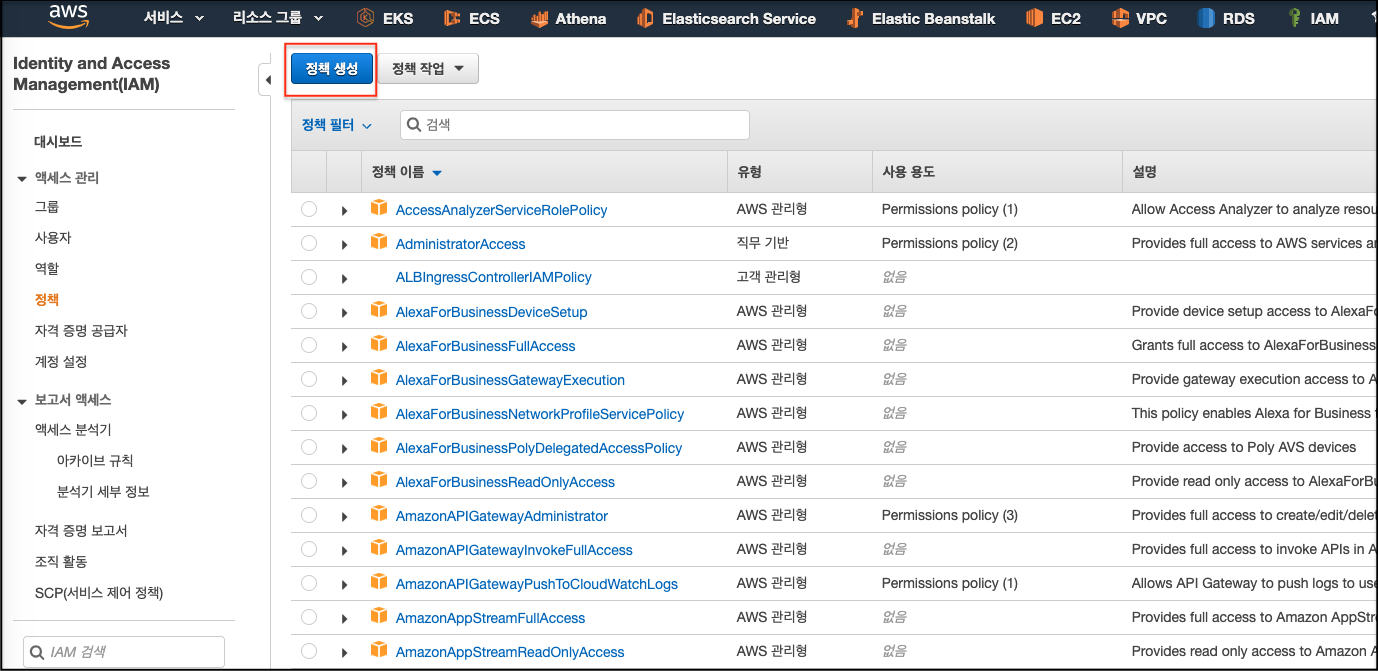 aws 서비스 리소스 그룹 EKS ECS Athena Elasticsearch Service Elastic Beanstalk EC2 VPC RDS IAM
Identity and Access
Management(IAM)
대시보드
액세스 관리
그룹
사용자
역할
정책
자격 증명 공급자
계정 설정
보고서 액세스
액세스 분석기
아카이브 규칙
분석기 세부 정보
자격 증명 보고서
조직 활동
SCP(서비스 제어 정책)
IAM 검색
정책 생성 정책 작업
정책 필터 검색
정책 이름 유형 사용 용도 설명
AccessAnalyzerServiceRolePolicy AWS 관리형 Permissions policy (1) Allow Access Analyzer to analyze resou
AdministratorAccess 직무 기반 Permissions policy (2) Provides full access to AWS services a
ALBIngressControllerIAMPolicy 고객 관리형 없음
AlexaForBusinessDeviceSetup AWS 관리형 없음 Provide device setup access to AlexaF
AlexaForBusinessFullAccess AWS 관리형 없음 Grants full access to AlexaForBusiness
AlexaForBusinessGatewayExecution AWS 관리형 없음 Provide gateway execution access to A
AlexaForBusinessNetworkProfileServicePolicy AWS 관리형 없음 This policy enables Alexa for Business
AlexaForBusinessPolyDelegatedAccessPolicy AWS 관리형 없음 Provide access to Poly AVS devices
AlexaForBusinessReadOnlyAccess AWS 관리형 없음 Provide read only access to AlexaForB
AmazonAPIGatewayAdministrator AWS 관리형 Permissions policy (3) Provides full access to create/edit/delet
AmazonAPIGatewayInvokeFullAccess AWS 관리형 없음 Provides full access to invoke APIs in A
AmazonAPIGatewayPushToCloudWatchLogs AWS 관리형 Permissions policy (1) Allows API Gateway to push logs to use
AmazonAppStreamFullAccess AWS 관리형 없음 Provides full access to Amazon AppStr
AmazonAppStreamReadOnlyAccess AWS 관리형 없음 Provides read only access to Amazon A